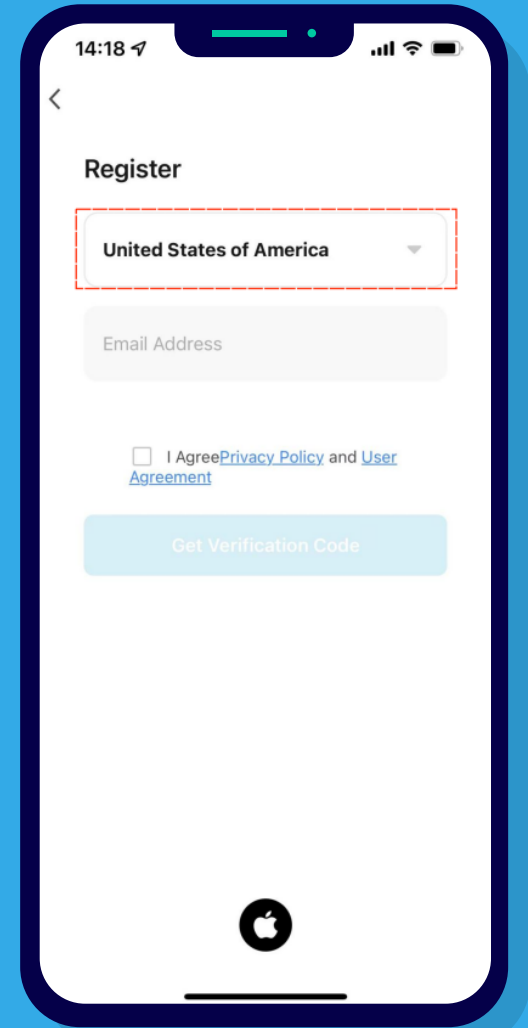 14:18
Register
United States of America
Email Address
I AgreePrivacy Policy and User
Agreement
Get Verification Code